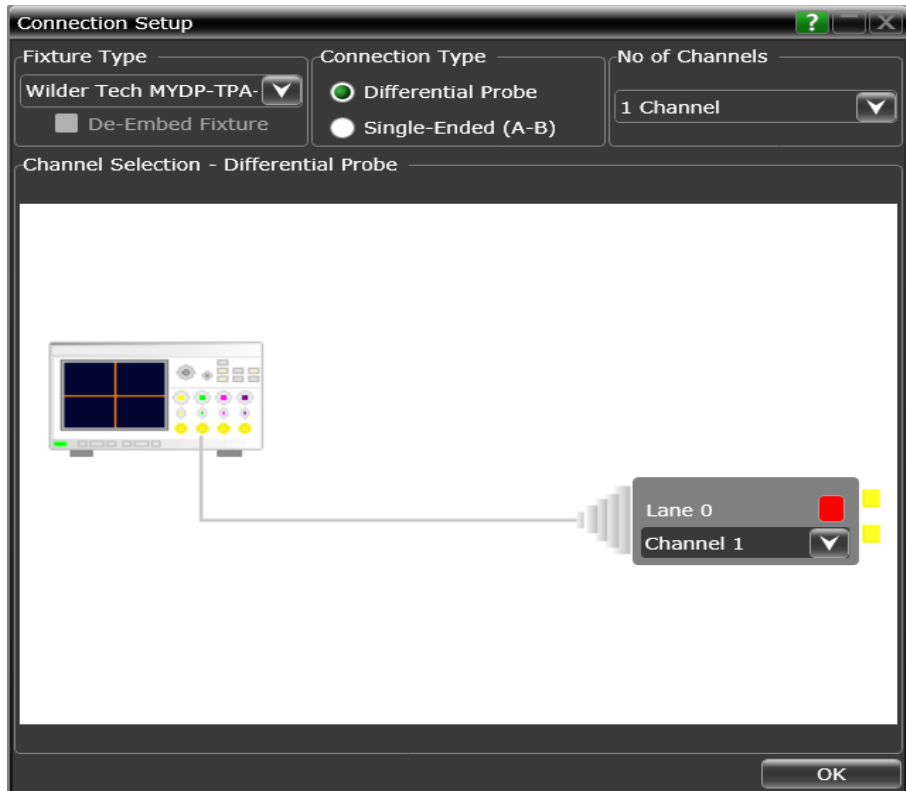 Connection Setup
?
Fixture Type
Wilder Tech MYDP-TPA-
De-Embed Fixture
Connection Type
Differential Probe
Single-Ended (A-B)
No of Channels
1 Channel
Channel Selection - Differential Probe
Lane 0
Channel 1
OK